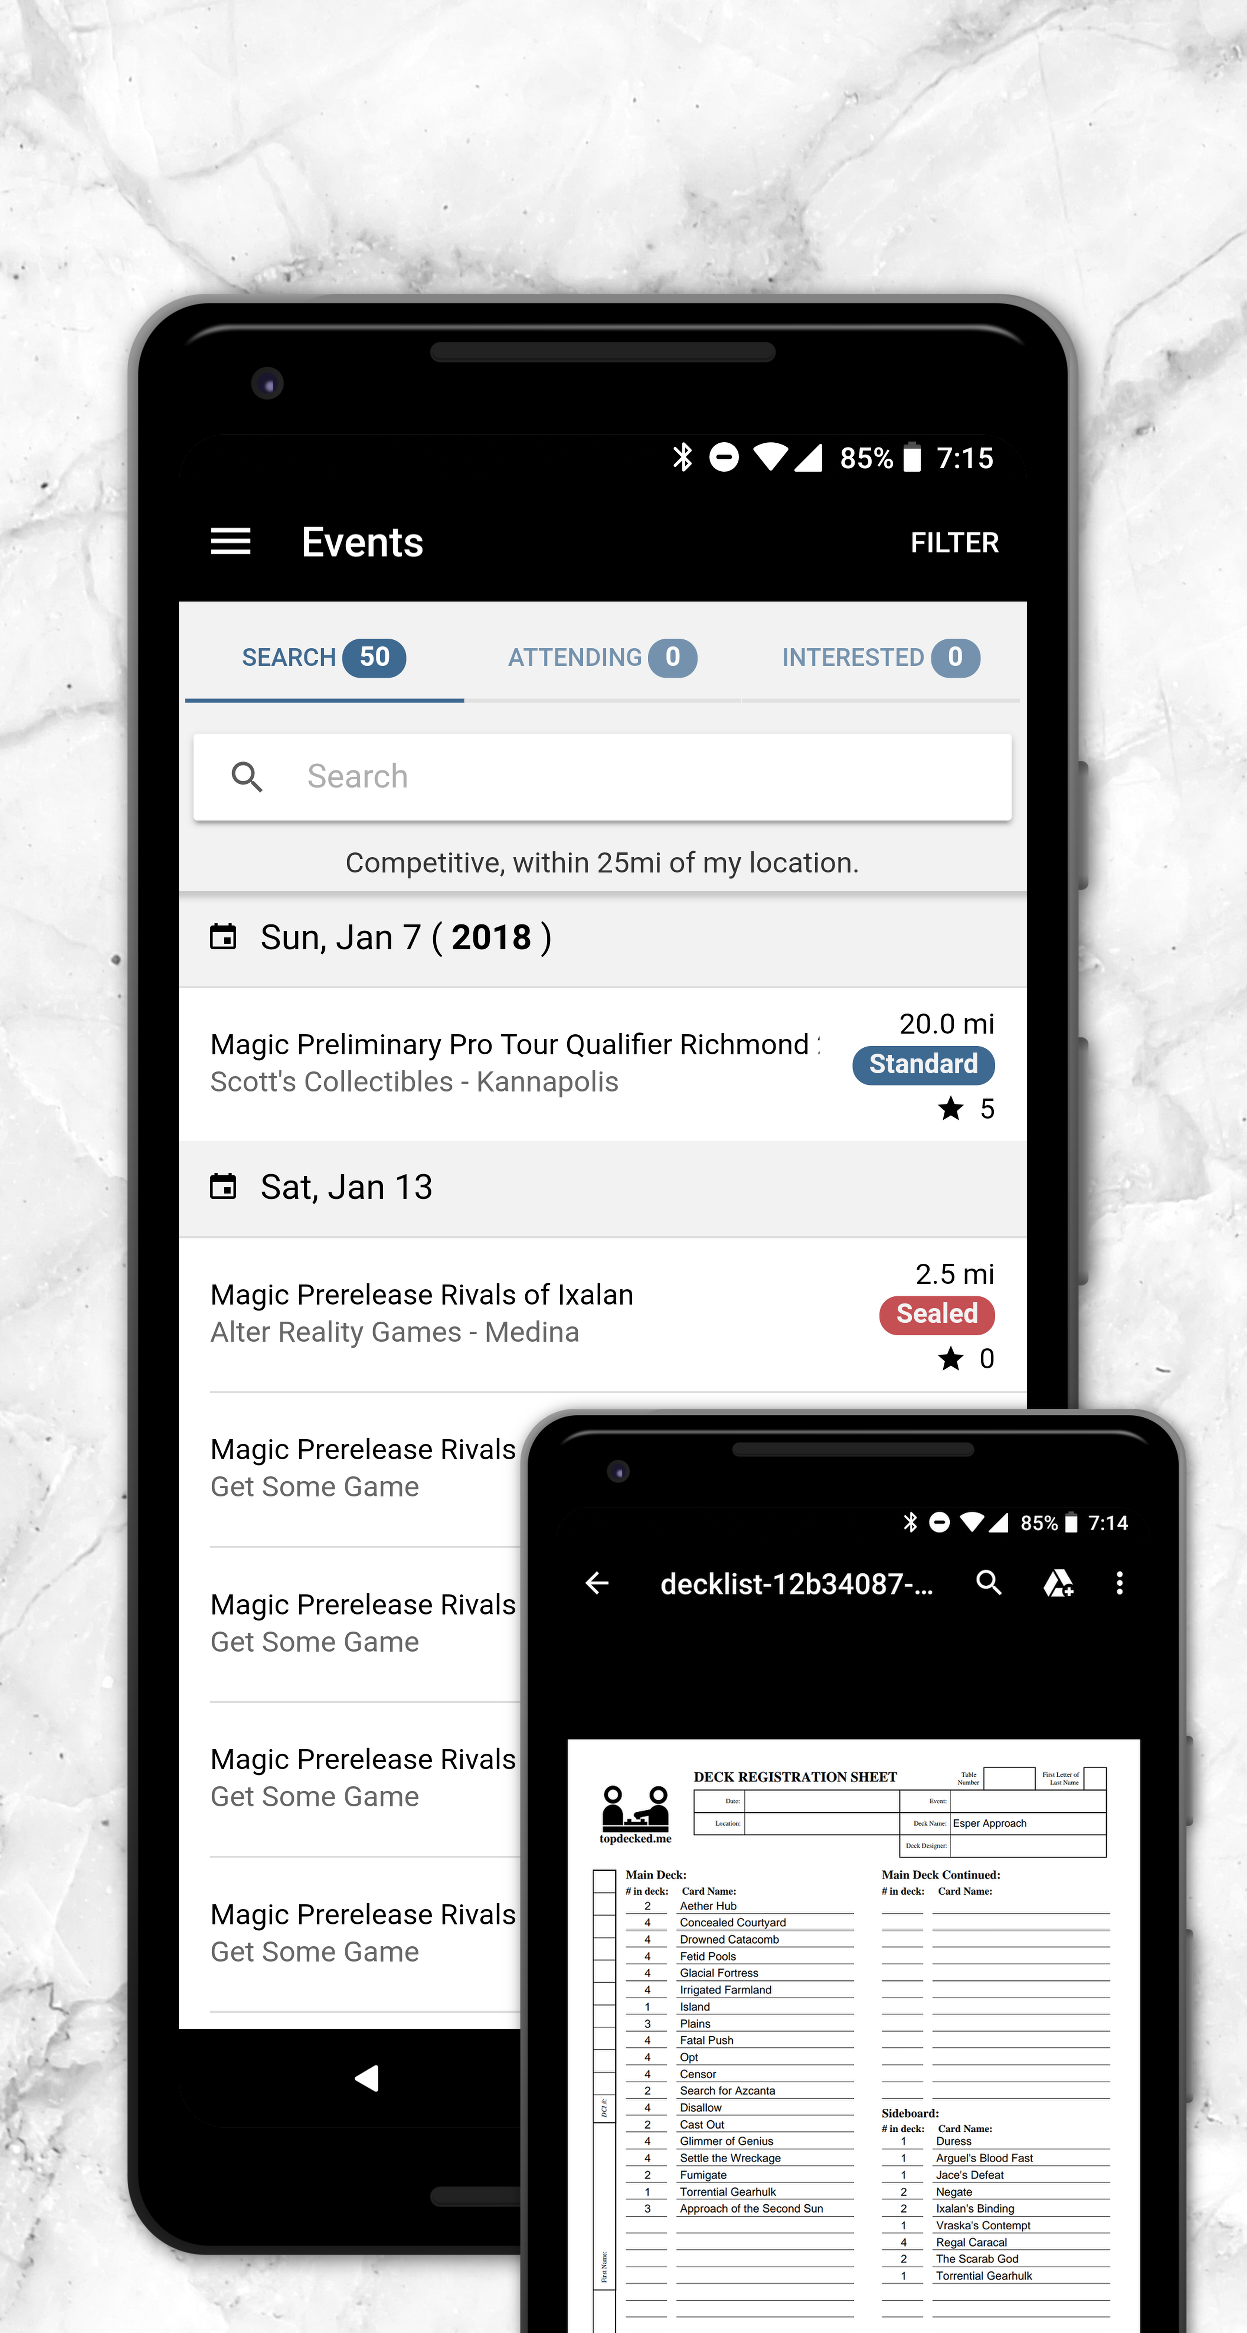 85% 7:15
Events FILTER
SEARCH 50 ATTENDING 0 INTERESTED 0
Search
Competitive, within 25mi of my location.
Sun, Jan 7 ( 2018 )
20.0 mi
Magic Preliminary Pro Tour Qualifier Richmond
Standard
Scott's Collectibles - Kannapolis
5
Sat, Jan 13
2.5 mi
Magic Prerelease Rivals of Ixalan
Sealed
Alter Reality Games - Medina
0
Magic Prerelease Rivals
Get Some Game
Magic Prerelease Rivals
Get Some Game
Magic Prerelease Rivals
Get Some Game
Magic Prerelease Rivals
Get Some Game
85% 7:14
decklist-12b34087-...
DECK REGISTRATION SHEET
Table Number
First Letter of Last Name
Date:
Event:
Location:
Deck Name: Esper Approach
Deck Designer:
topdecked.me
Main Deck:
# in deck: Card Name:
2 Aether Hub
4 Concealed Courtyard
4 Drowned Catacomb
4 Fetid Pools
4 Glacial Fortress
4 Irrigated Farmland
1 Island
3 Plains
4 Fatal Push
4 Opt
4 Censor
2 Search for Azcanta
4 Disallow
2 Cast Out
4 Glimmer of Genius
4 Settle the Wreckage
2 Fumigate
1 Torrential Gearhulk
3 Approach of the Second Sun
Main Deck Continued:
# in deck: Card Name:
Sideboard:
# in deck: Card Name:
1 Duress
1 Arguel's Blood Fast
1 Jace's Defeat
2 Negate
2 Ixalan's Binding
1 Vraska's Contempt
4 Regal Caracal
2 The Scarab God
1 Torrential Gearhulk
DCI #:
First Name: